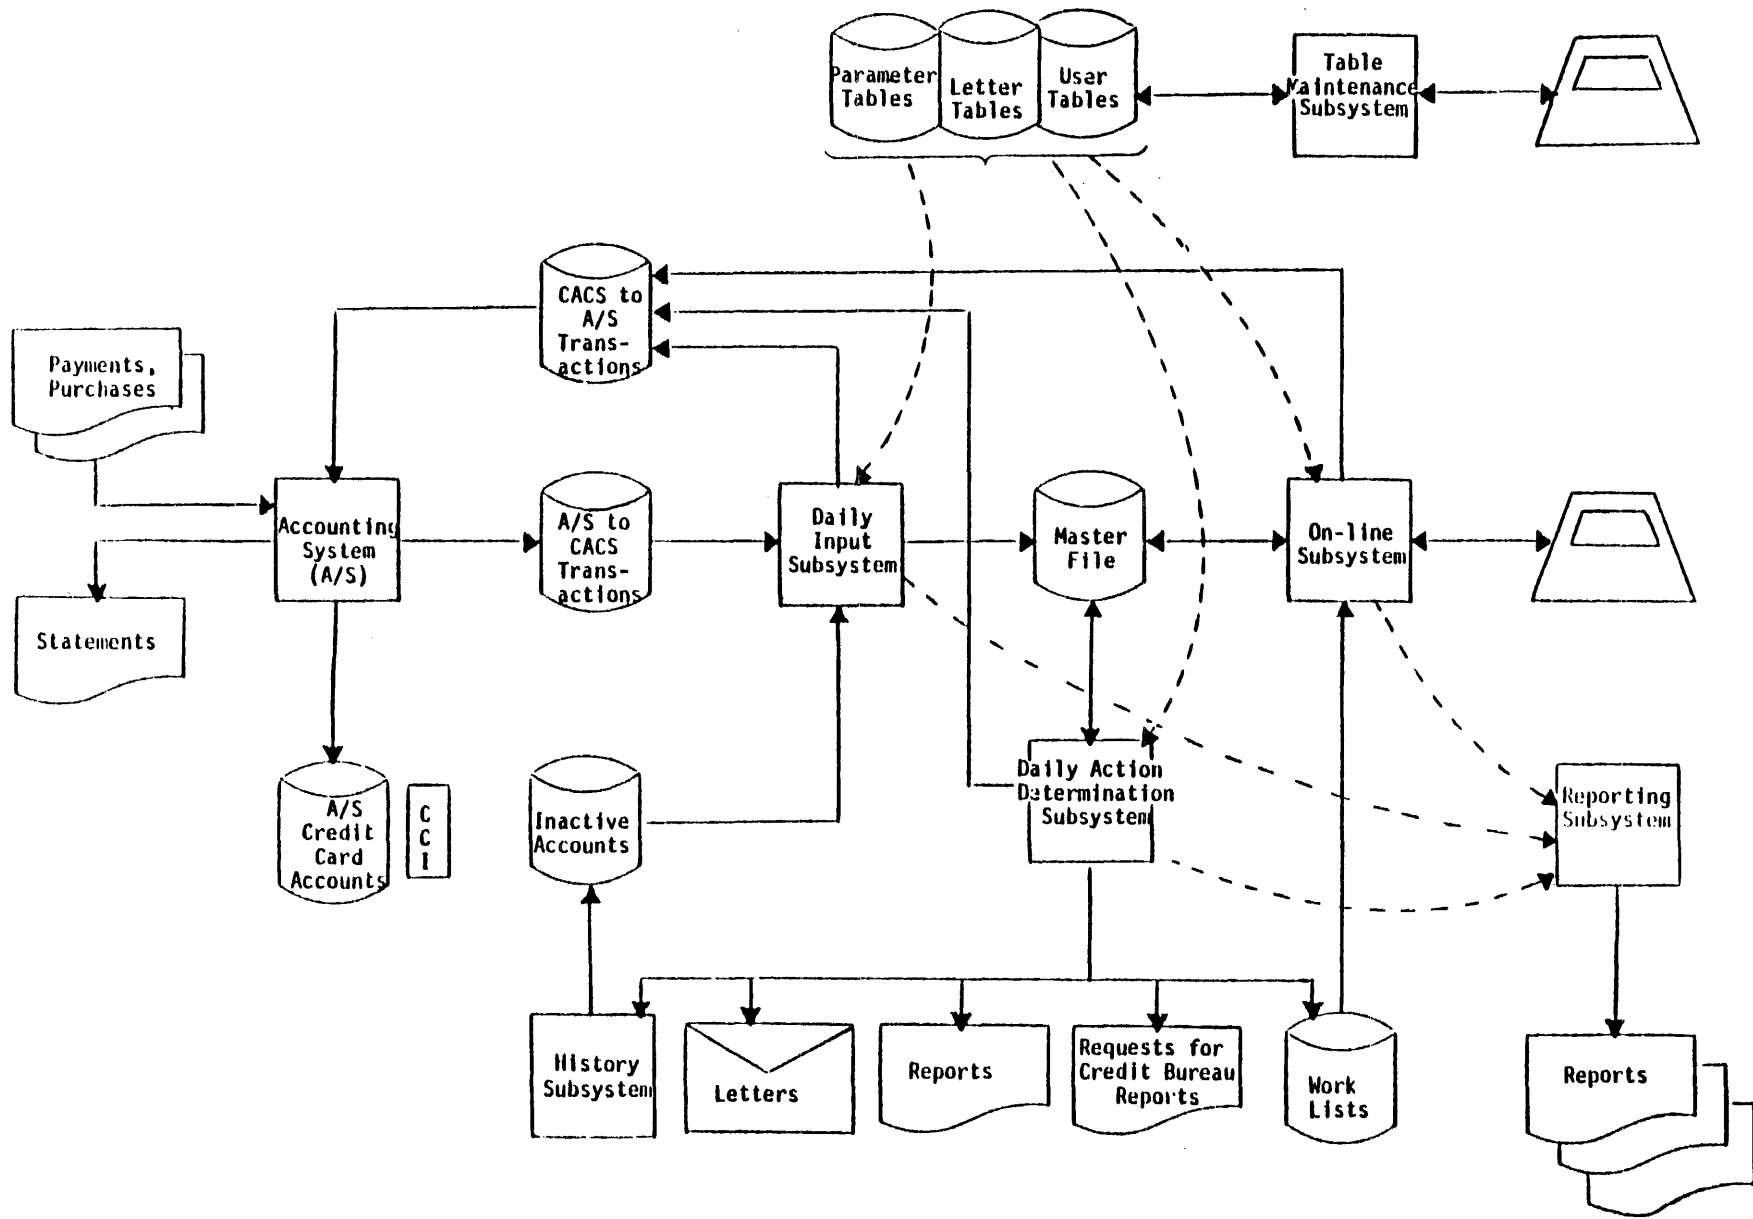 Parameter
Tables
Letter
Tables
User
Tables
Table
Maintenance
Subsystem
CACS to
A/S
Trans-
actions
Payments,
Purchases
Accounting
System
(A/S)
A/S to
CACS
Trans-
actions
Daily
Input
Subsystem
Master
File
On-line
Subsystem
Statements
A/S
Credit
Card
Accounts
C
C
I
Inactive
Accounts
Daily Action
Determination
Subsystem
Reporting
Subsystem
History
Subsystem
Letters
Reports
Requests for
Credit Bureau
Reports
Work
Lists
Reports